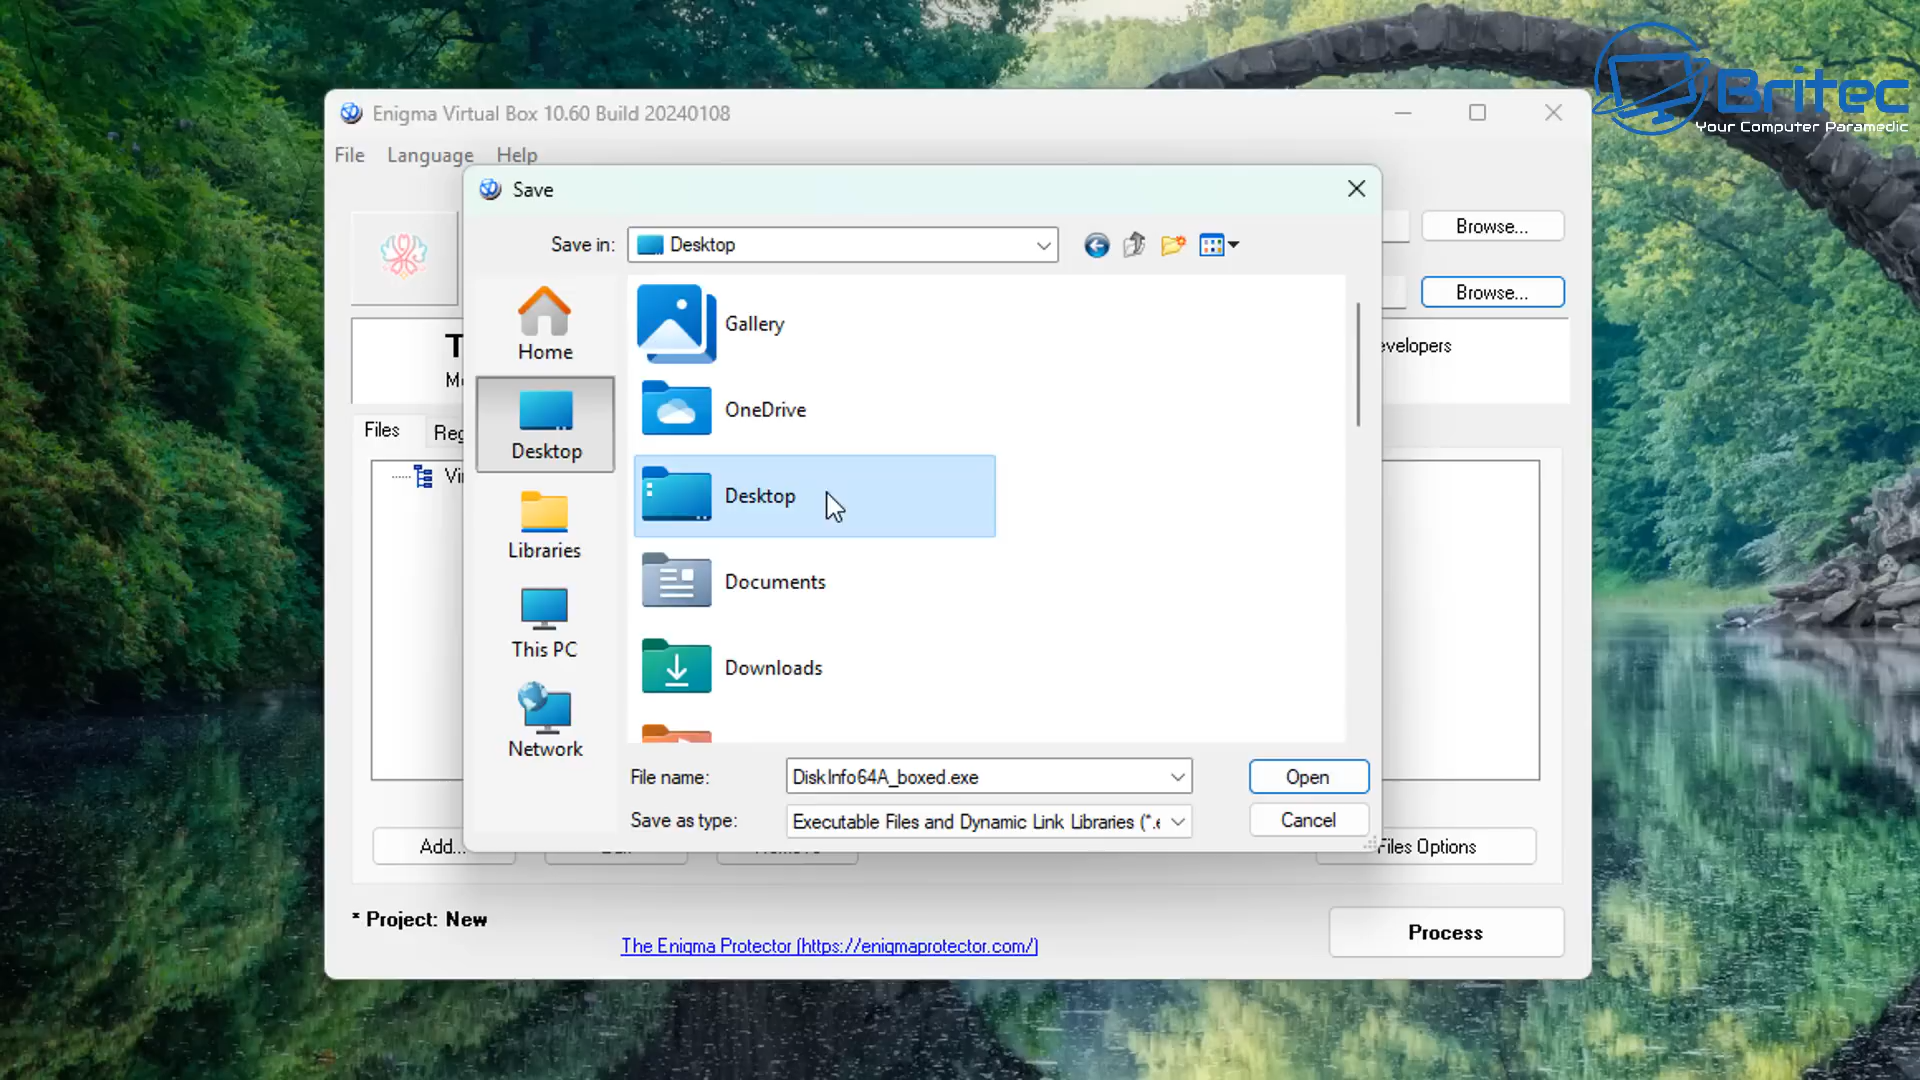 Britec
Your Computer Paramedic
Enigma Virtual Box 10.60 Build 20240108
File Language Help
Save
Browse...
Save in: Desktop
Browse...
Gallery
Home
OneDrive
Desktop
Desktop
Files
Documents
Libraries
Downloads
This PC
Network
File name: DiskInfo64A_boxed.exe Open
Save as type: Executable Files and Dynamic Link Libraries (*.e Cancel
Add... Files Options
* Project: New
The Enigma Protector (https://enigmaprotector.com/)
Process